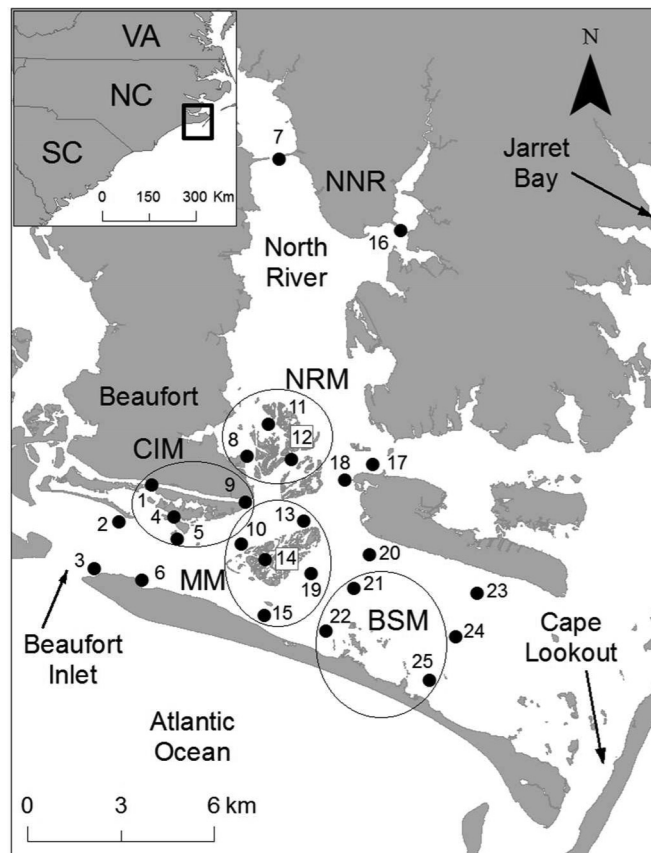 VA
NC
SC
0 150 300 Km
N
7
NNR
Jarret
Bay
16
North
River
NRM
Beaufort
11
CIM
8
12
17
18
9
1
4
13
2
5
10
20
14
3
6
MM
19
21
23
15
22
BSM
24
Beaufort
Inlet
Cape
Lookout
25
Atlantic
Ocean
0 3 6 km